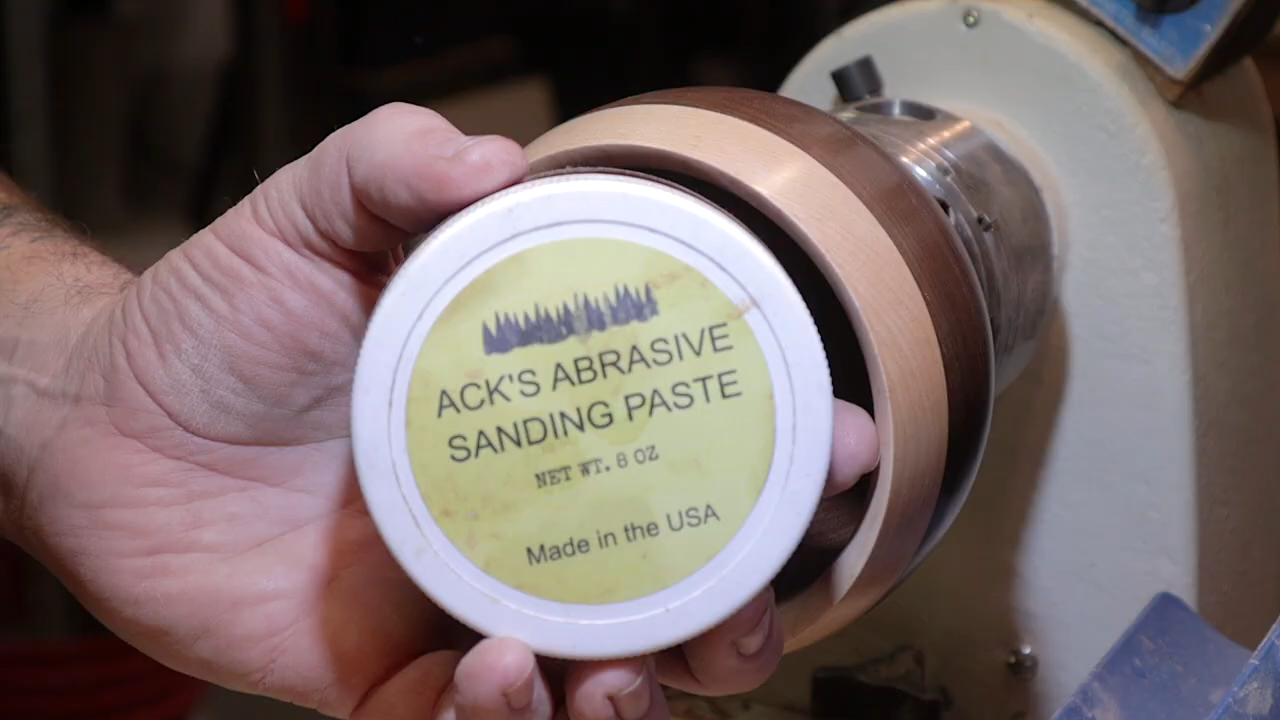 ACK'S ABRASIVE
SANDING PASTE
NET WT. 8 OZ
Made in the USA